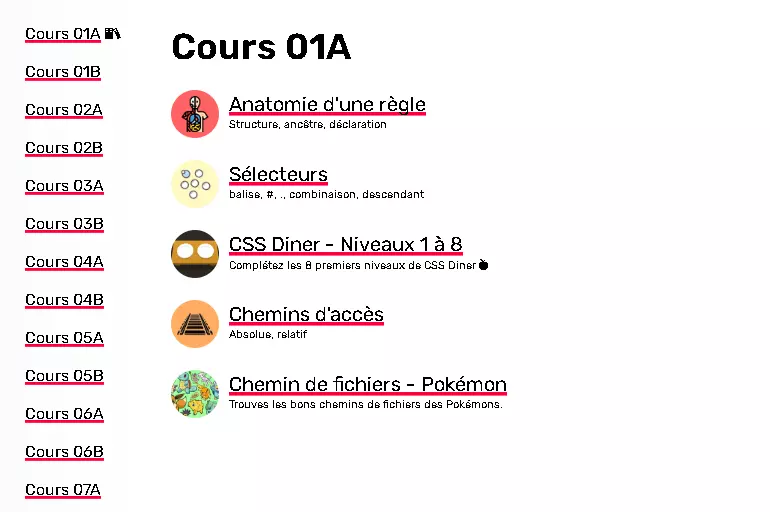 Cours 01A
Cours 01B
Cours 02A
Cours 02B
Cours 03A
Cours 03B
Cours 04A
Cours 04B
Cours 05A
Cours 05B
Cours 06A
Cours 06B
Cours 07A
Cours 01A
Anatomie d'une règle
Structure, ancêtre, déclaration
Sélecteurs
balise, #, ., combinaison, descendant
CSS Diner - Niveaux 1 à 8
Complétez les 8 premiers niveaux de CSS Diner
Chemins d'accès
Absolue, relatif
Chemin de fichiers - Pokémon
Trouves les bons chemins de fichiers des Pokémons.